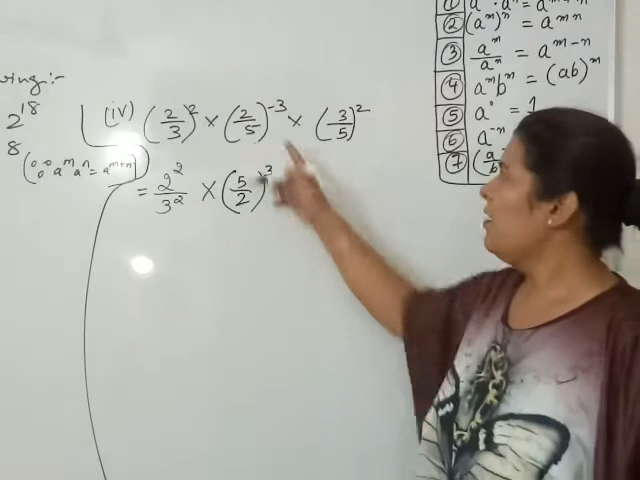 wing:-
2^18
8
(∵ a^m a^n = a^(m+n))
(iv) (2/3)^2 × (2/5)^-3 × (3/5)^2
= 2^2/3^2 × (5/2)^3
① a^m · a^n = a^(m+n)
② (a^m)^n = a^mn
③ a^m/a^n = a^(m-n)
④ a^m b^m = (ab)^m
⑤ a^0 = 1
⑥ a^-n
⑦ (a/b